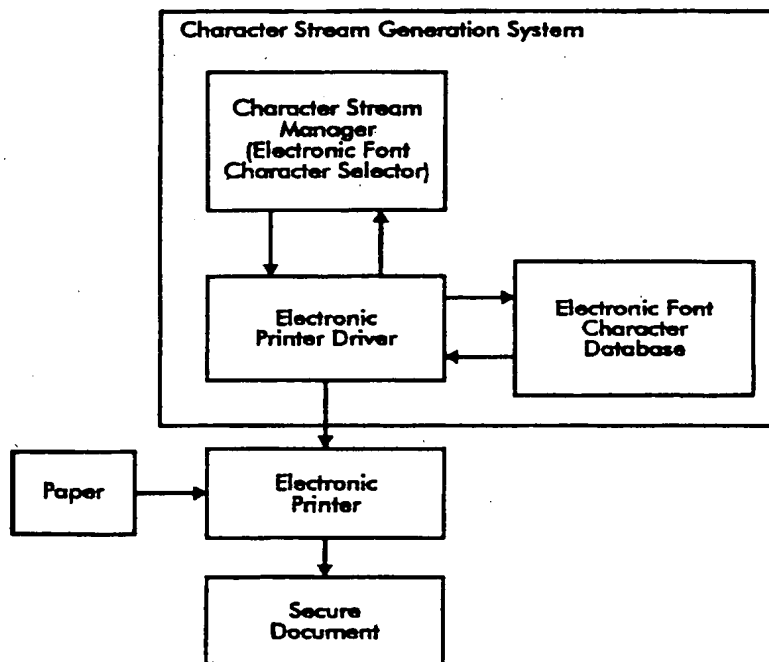 Character Stream Generation System
Character Stream
Manager
(Electronic Font
Character Selector)
Electronic
Printer Driver
Electronic Font
Character
Database
Paper
Electronic
Printer
Secure
Document